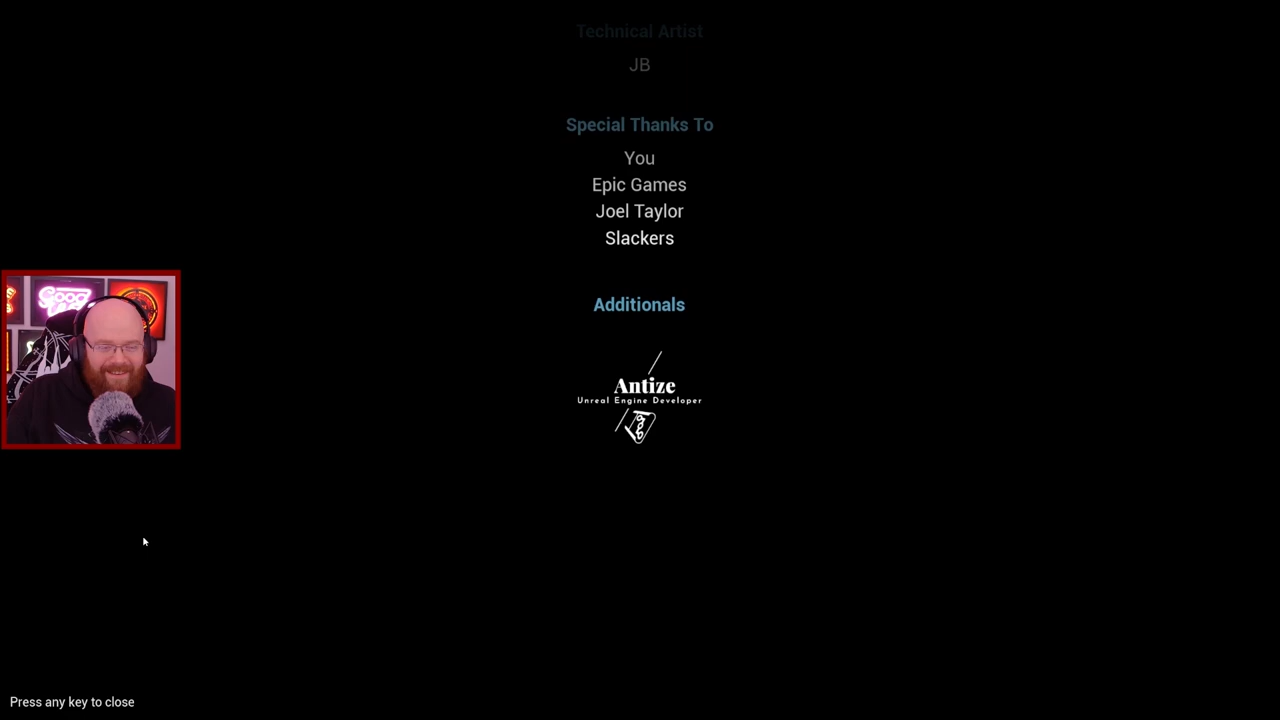 Technical Artist
JB
Special Thanks To
You
Epic Games
Joel Taylor
Slackers
Additionals
Antize
Unreal Engine Developer
Press any key to close